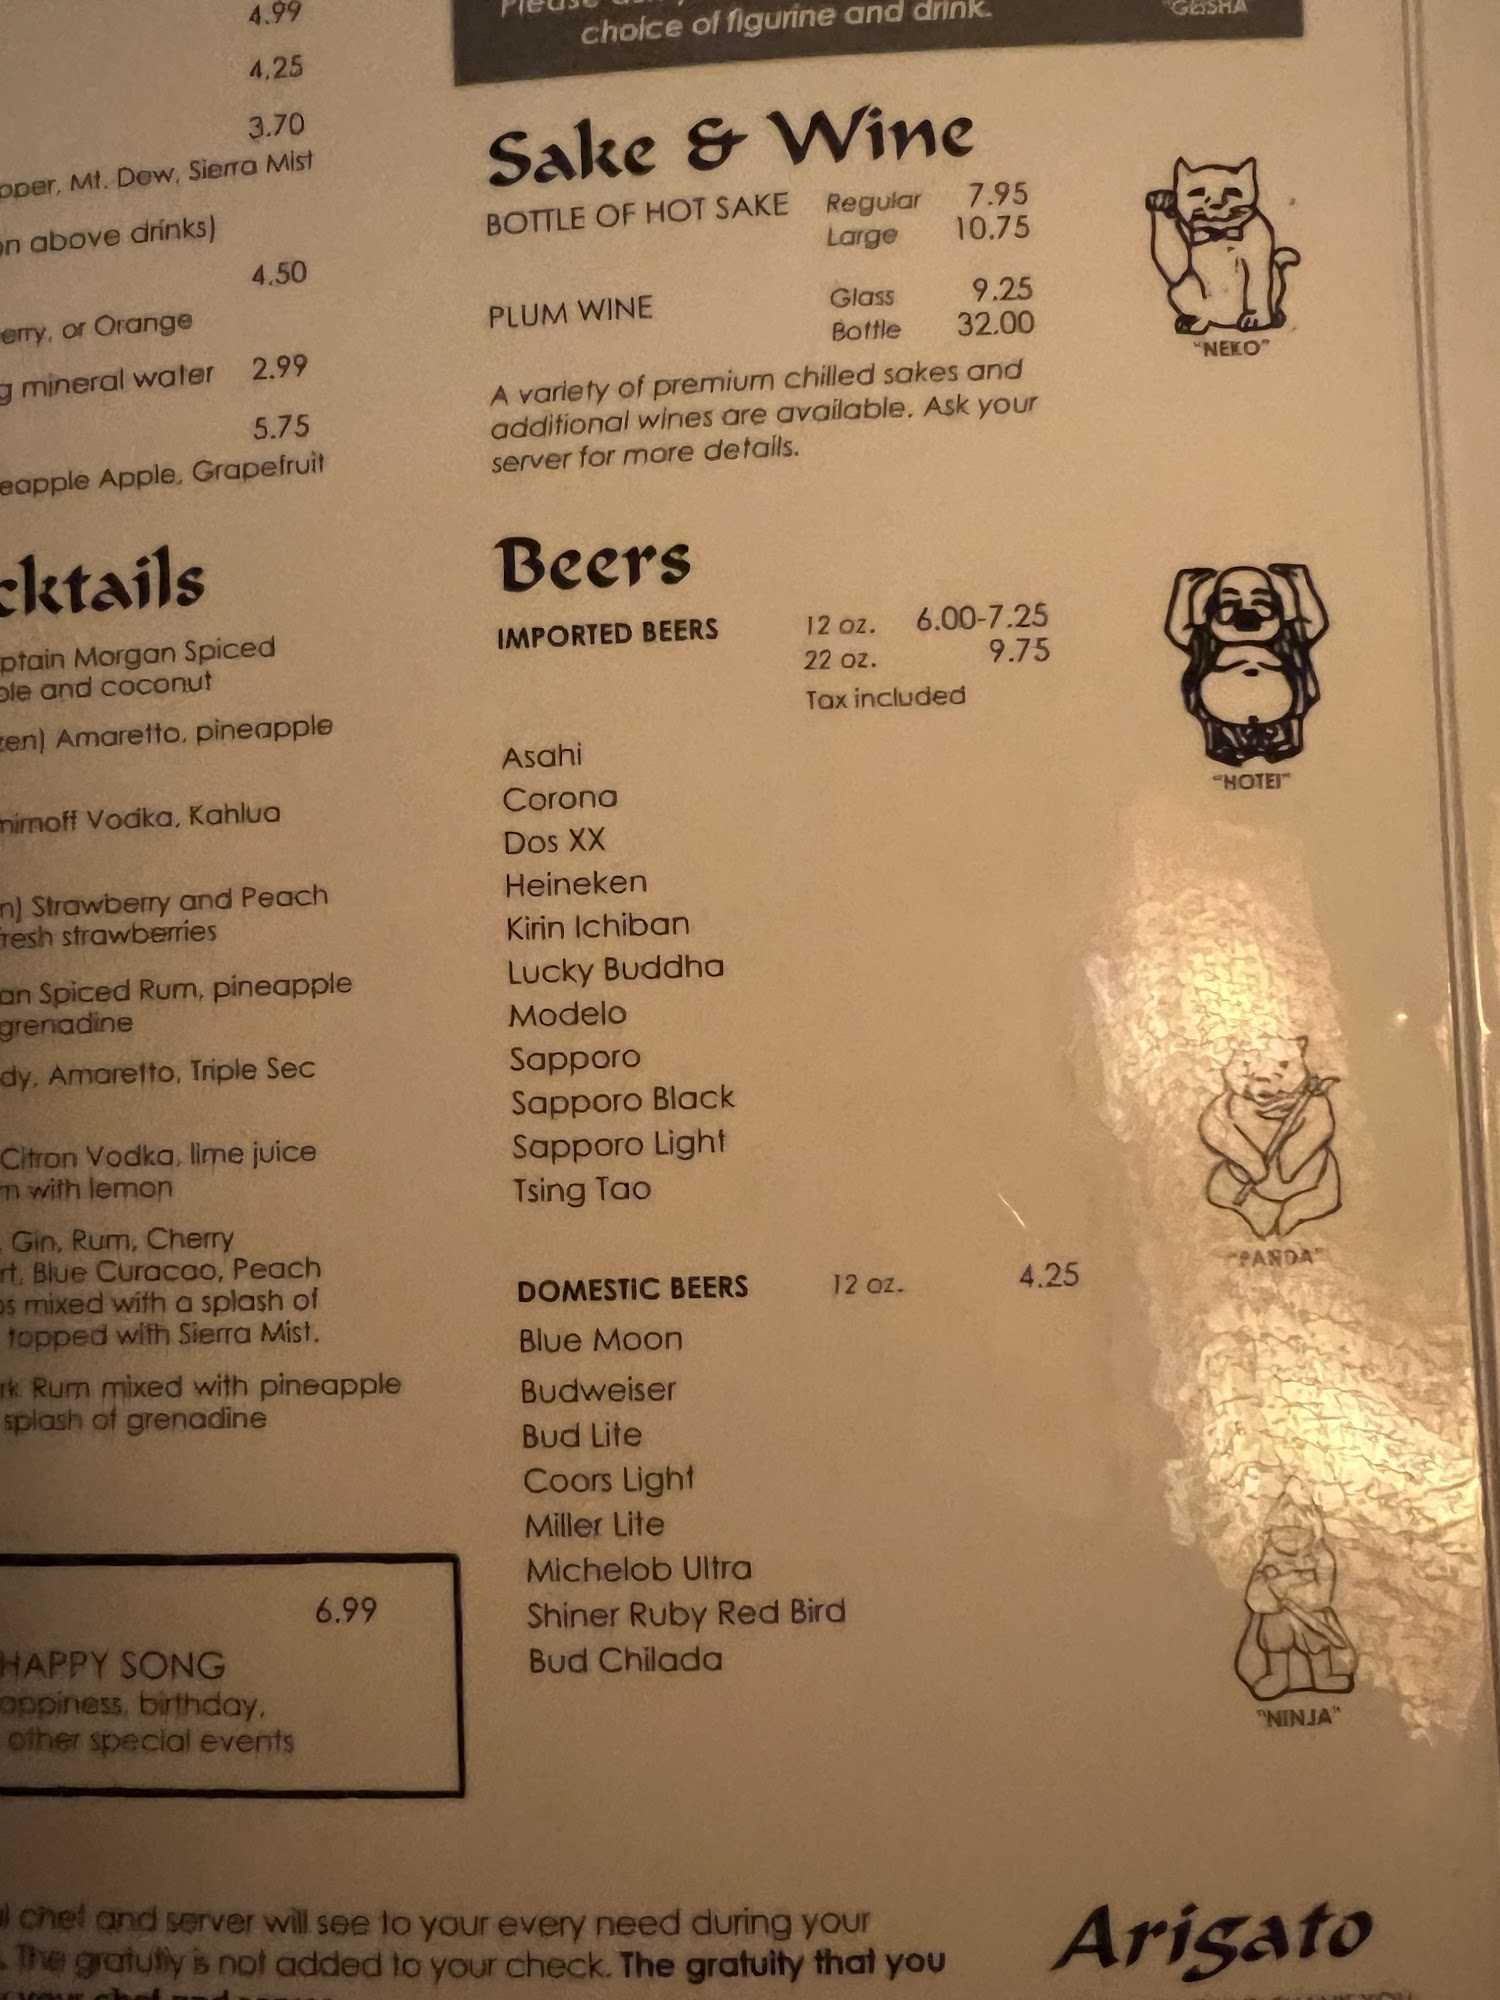 4.99
4.25
3.70
pper, Mt. Dew, Sierra Mist
on above drinks)
4.50
erry, or Orange
g mineral water 2.99
5.75
eapple Apple, Grapefruit
cktails
ptain Morgan Spiced
ple and coconut
zen) Amaretto, pineapple
mirnoff Vodka, Kahlua
n) Strawberry and Peach
fresh strawberries
an Spiced Rum, pineapple
grenadine
dy, Amaretto, Triple Sec
Citron Vodka, lime juice
m with lemon
, Gin, Rum, Cherry
rt, Blue Curacao, Peach
os mixed with a splash of
topped with Sierra Mist.
rk Rum mixed with pineapple
splash of grenadine
6.99
HAPPY SONG
appiness, birthday,
other special events
Please
choice of figurine and drink.
"GEISHA
Sake & Wine
BOTTLE OF HOT SAKE Regular 7.95
Large 10.75
PLUM WINE Glass 9.25
Bottle 32.00
A variety of premium chilled sakes and
additional wines are available. Ask your
server for more details.
"NEKO"
Beers
IMPORTED BEERS 12 oz. 6.00-7.25
22 oz. 9.75
Tax included
"HOTEI"
Asahi
Corona
Dos XX
Heineken
Kirin Ichiban
Lucky Buddha
Modelo
Sapporo
Sapporo Black
Sapporo Light
Tsing Tao
"PANDA"
DOMESTIC BEERS 12 oz. 4.25
Blue Moon
Budweiser
Bud Lite
Coors Light
Miller Lite
Michelob Ultra
Shiner Ruby Red Bird
Bud Chilada
"NINJA"
l chef and server will see to your every need during your
. The gratutiy is not added to your check. The gratuity that you
your chef and server
Arigato